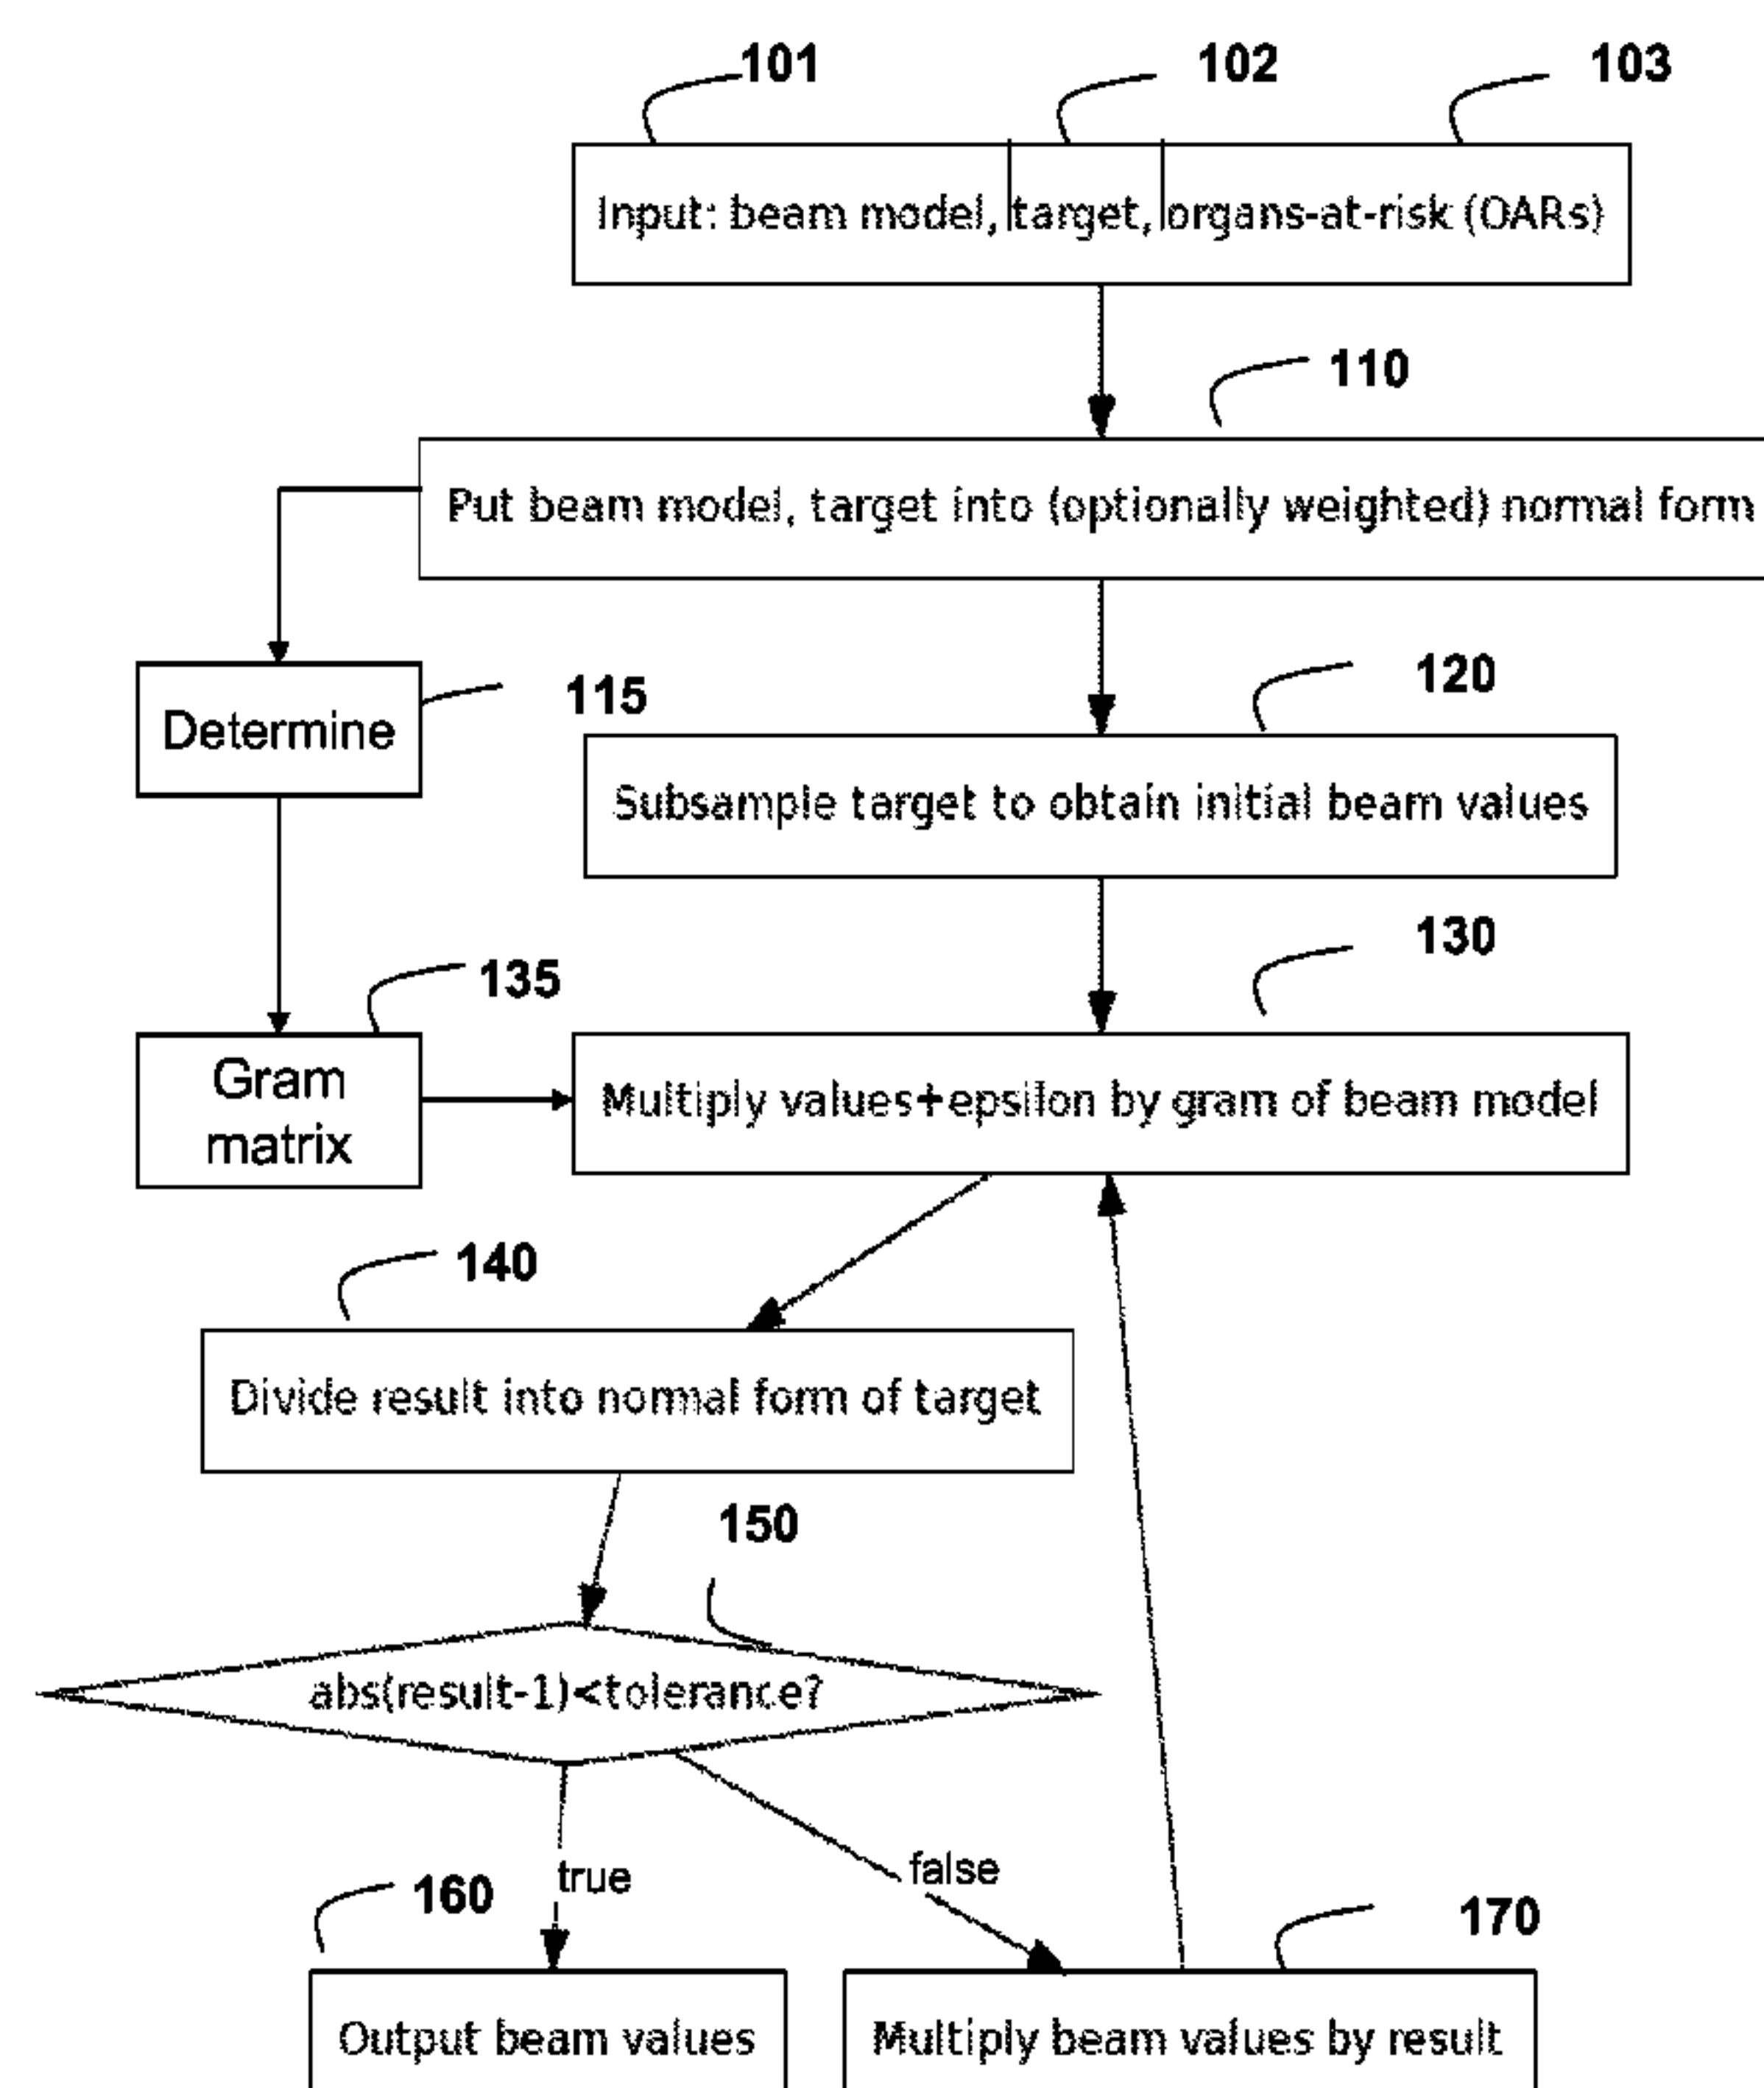 101
102
103
Input: beam model, target, organs-at-risk (OARs)
110
Put beam model, target into (optionally weighted) normal form
115
Determine
120
Subsample target to obtain initial beam values
130
135
Gram
matrix
Multiply values+epsilon by gram of beam model
140
Divide result into normal form of target
150
abs(result-1)<tolerance?
true
false
160
170
Output beam values
Multiply beam values by result